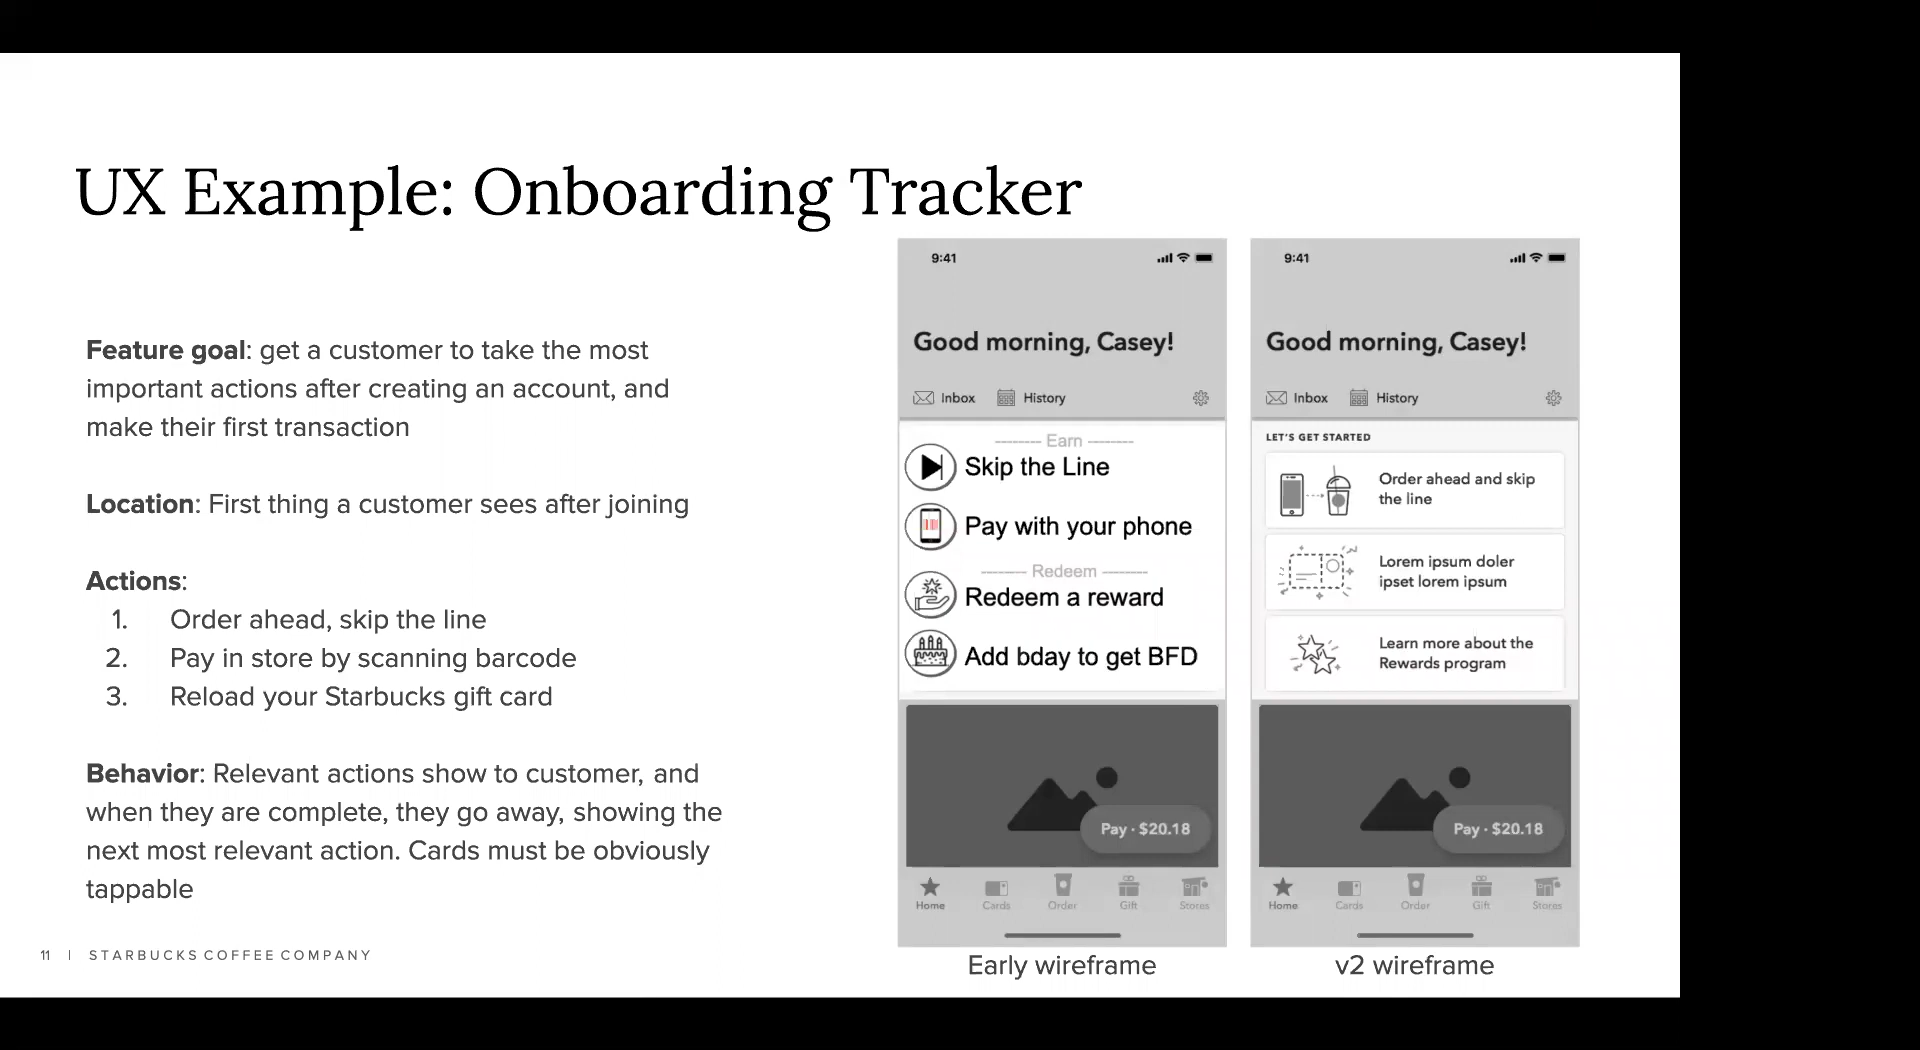 UX Example: Onboarding Tracker
Feature goal: get a customer to take the most
important actions after creating an account, and
make their first transaction
Location: First thing a customer sees after joining
Actions:
1. Order ahead, skip the line
2. Pay in store by scanning barcode
3. Reload your Starbucks gift card
Behavior: Relevant actions show to customer, and
when they are complete, they go away, showing the
next most relevant action. Cards must be obviously
tappable
11 | STARBUCKS COFFEE COMPANY
9:41
Good morning, Casey!
Inbox History
-------- Earn --------
Skip the Line
Pay with your phone
-------- Redeem --------
Redeem a reward
Add bday to get BFD
Pay · $20.18
Home Cards Order Gift Stores
Early wireframe
9:41
Good morning, Casey!
Inbox History
LET'S GET STARTED
Order ahead and skip
the line
Lorem ipsum doler
ipset lorem ipsum
Learn more about the
Rewards program
Pay · $20.18
Home Cards Order Gift Stores
v2 wireframe